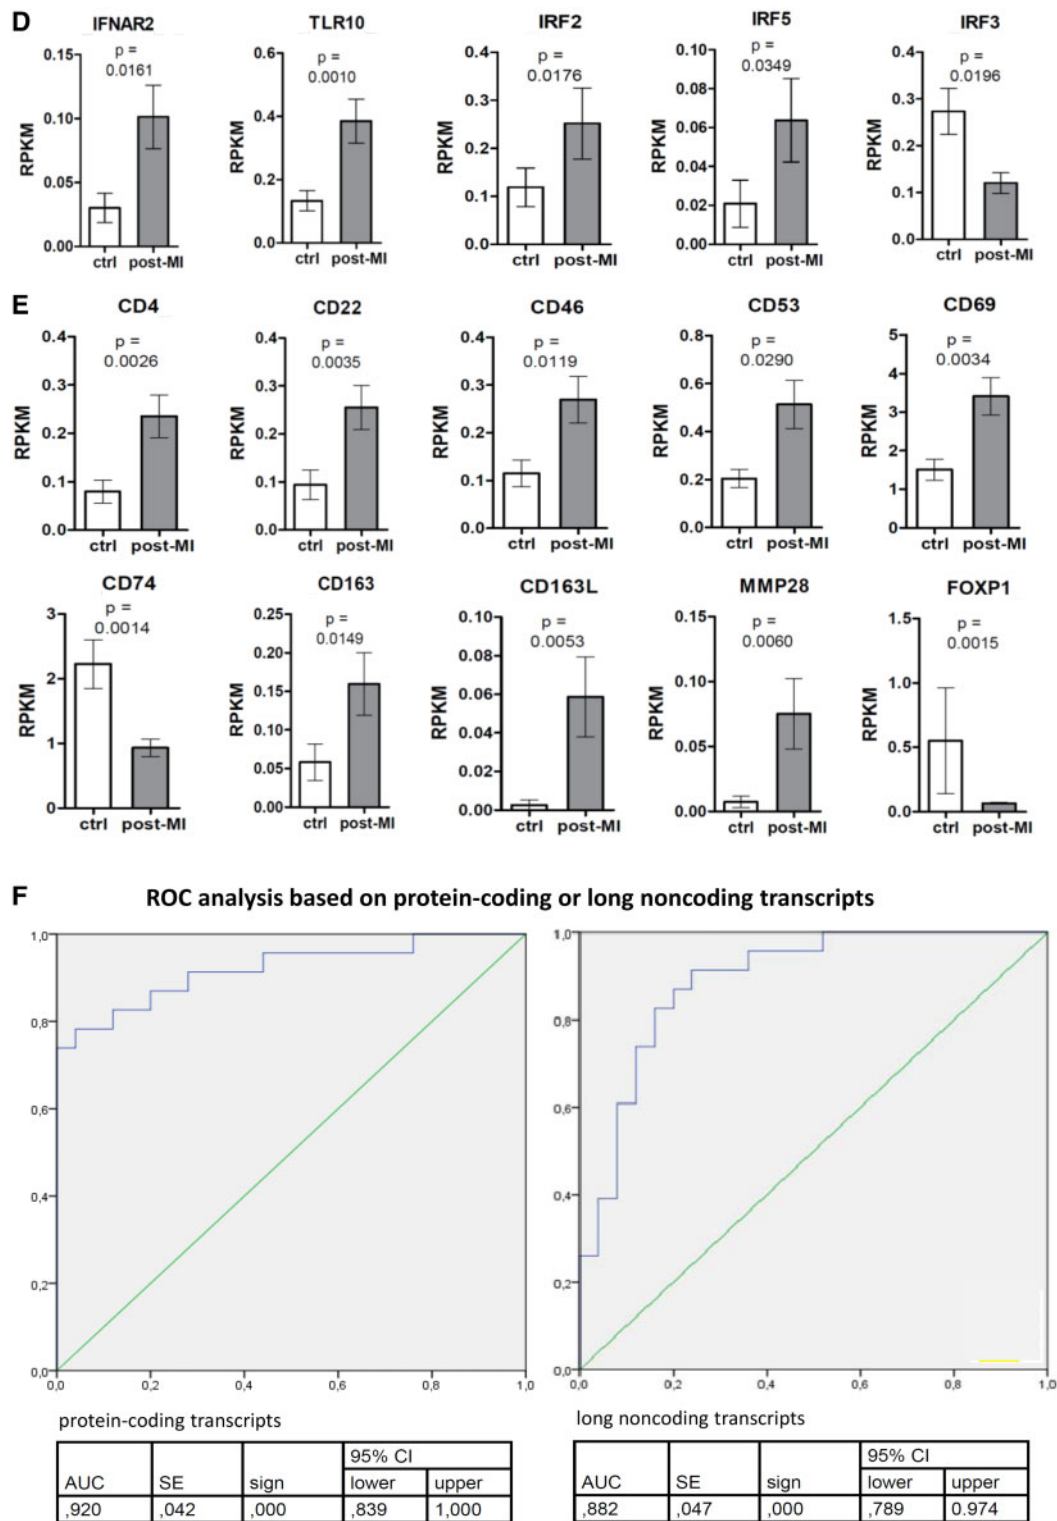 D
IFNAR2
TLR10
IRF2
IRF5
IRF3
RPKM
0.15
0.10
0.05
0.00
p =
0.0161
ctrl post-MI
RPKM
0.6
0.4
0.2
0.0
p =
0.0010
ctrl post-MI
RPKM
0.4
0.3
0.2
0.1
0.0
p =
0.0176
ctrl post-MI
RPKM
0.10
0.08
0.06
0.04
0.02
0.00
p =
0.0349
ctrl post-MI
RPKM
0.4
0.3
0.2
0.1
0.0
p =
0.0196
ctrl post-MI
E
CD4
CD22
CD46
CD53
CD69
RPKM
0.4
0.3
0.2
0.1
0.0
p =
0.0026
ctrl post-MI
RPKM
0.4
0.3
0.2
0.1
0.0
p =
0.0035
ctrl post-MI
RPKM
0.4
0.3
0.2
0.1
0.0
p =
0.0119
ctrl post-MI
RPKM
0.8
0.6
0.4
0.2
0.0
p =
0.0290
ctrl post-MI
RPKM
5
4
3
2
1
0
p =
0.0034
ctrl post-MI
CD74
CD163
CD163L
MMP28
FOXP1
RPKM
3
2
1
0
p =
0.0014
ctrl post-MI
RPKM
0.25
0.20
0.15
0.10
0.05
0.00
p =
0.0149
ctrl post-MI
RPKM
0.10
0.08
0.06
0.04
0.02
0.00
p =
0.0053
ctrl post-MI
RPKM
0.15
0.10
0.05
0.00
p =
0.0060
ctrl post-MI
RPKM
1.5
1.0
0.5
0.0
p =
0.0015
ctrl post-MI
F
ROC analysis based on protein-coding or long noncoding transcripts
1,0
0,8
0,6
0,4
0,2
0,0
0,0 0,2 0,4 0,6 0,8 1,0
1,0
0,8
0,6
0,4
0,2
0,0
0,0 0,2 0,4 0,6 0,8 1,0
protein-coding transcripts
95% CI
AUC SE sign lower upper
,920 ,042 ,000 ,839 1,000
long noncoding transcripts
95% CI
AUC SE sign lower upper
,882 ,047 ,000 ,789 0.974